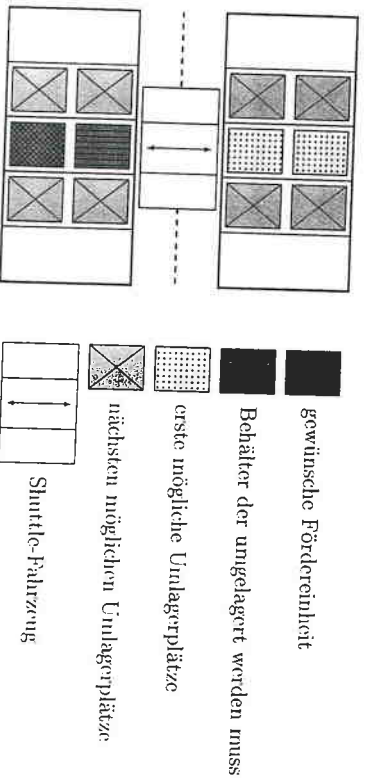 gewünsche Fördereinheit
Behälter der umgelagert werden muss
erste mögliche Umlagerplätze
nächsten möglichen Umlagerplätze
Shuttle-Fahrzeug